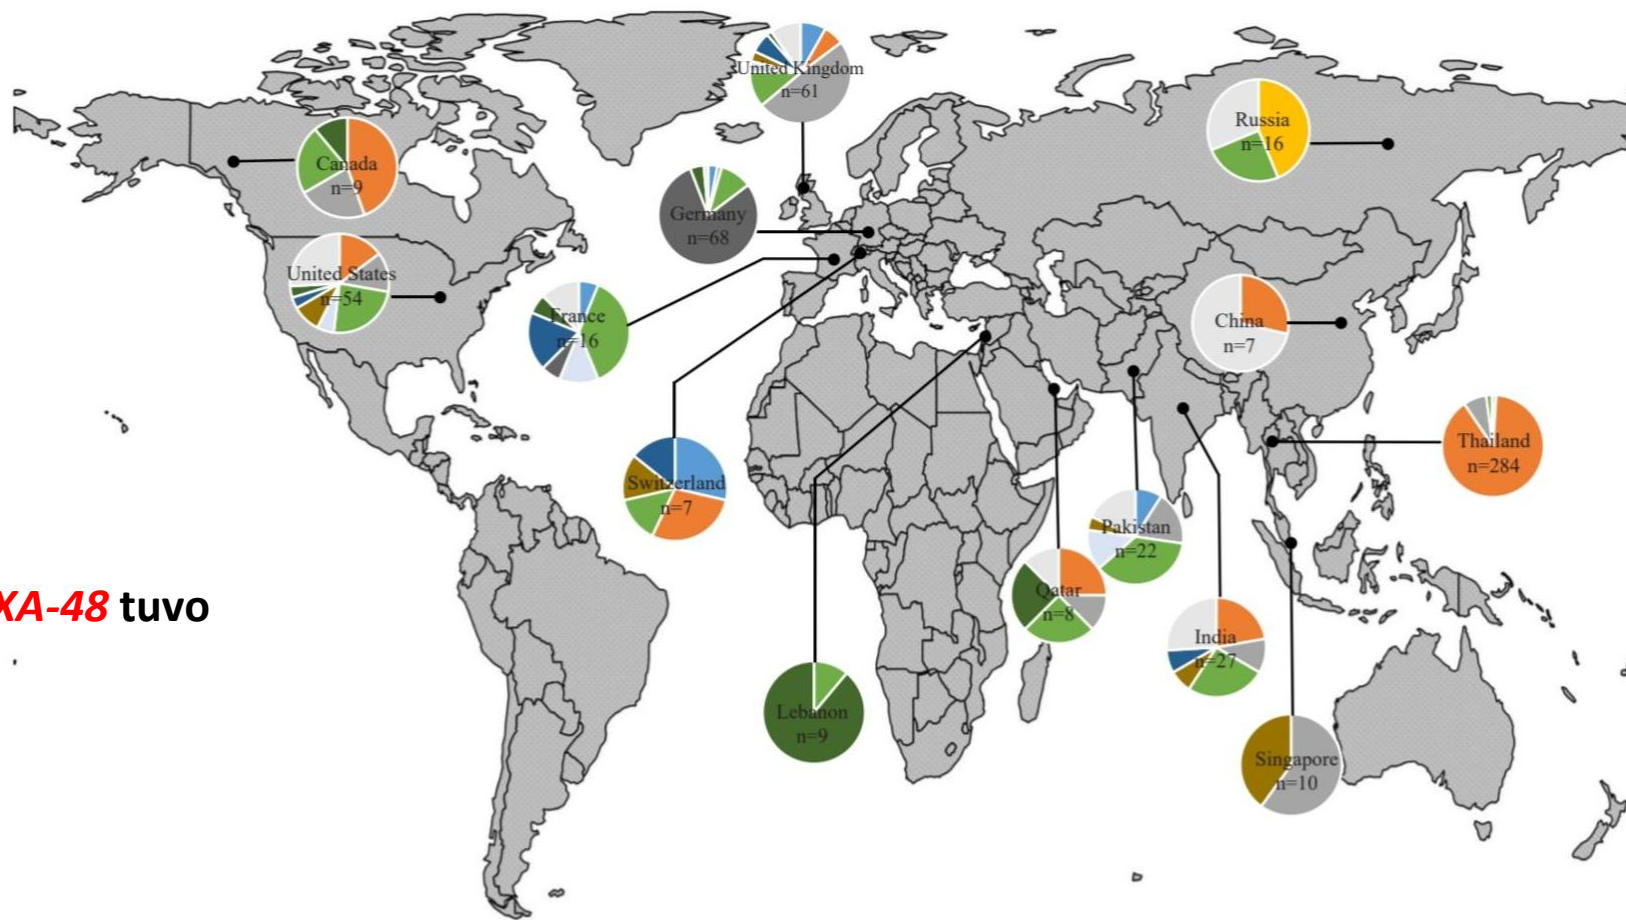 United Kingdom
n=61
Russia
n=16
Canada
n=9
Germany
n=68
United States
n=54
France
n=16
China
n=7
Thailand
n=284
Switzerland
n=7
Pakistan
n=22
Qatar
n=8
XA-48 tuvo
India
n=27
Lebanon
n=9
Singapore
n=10